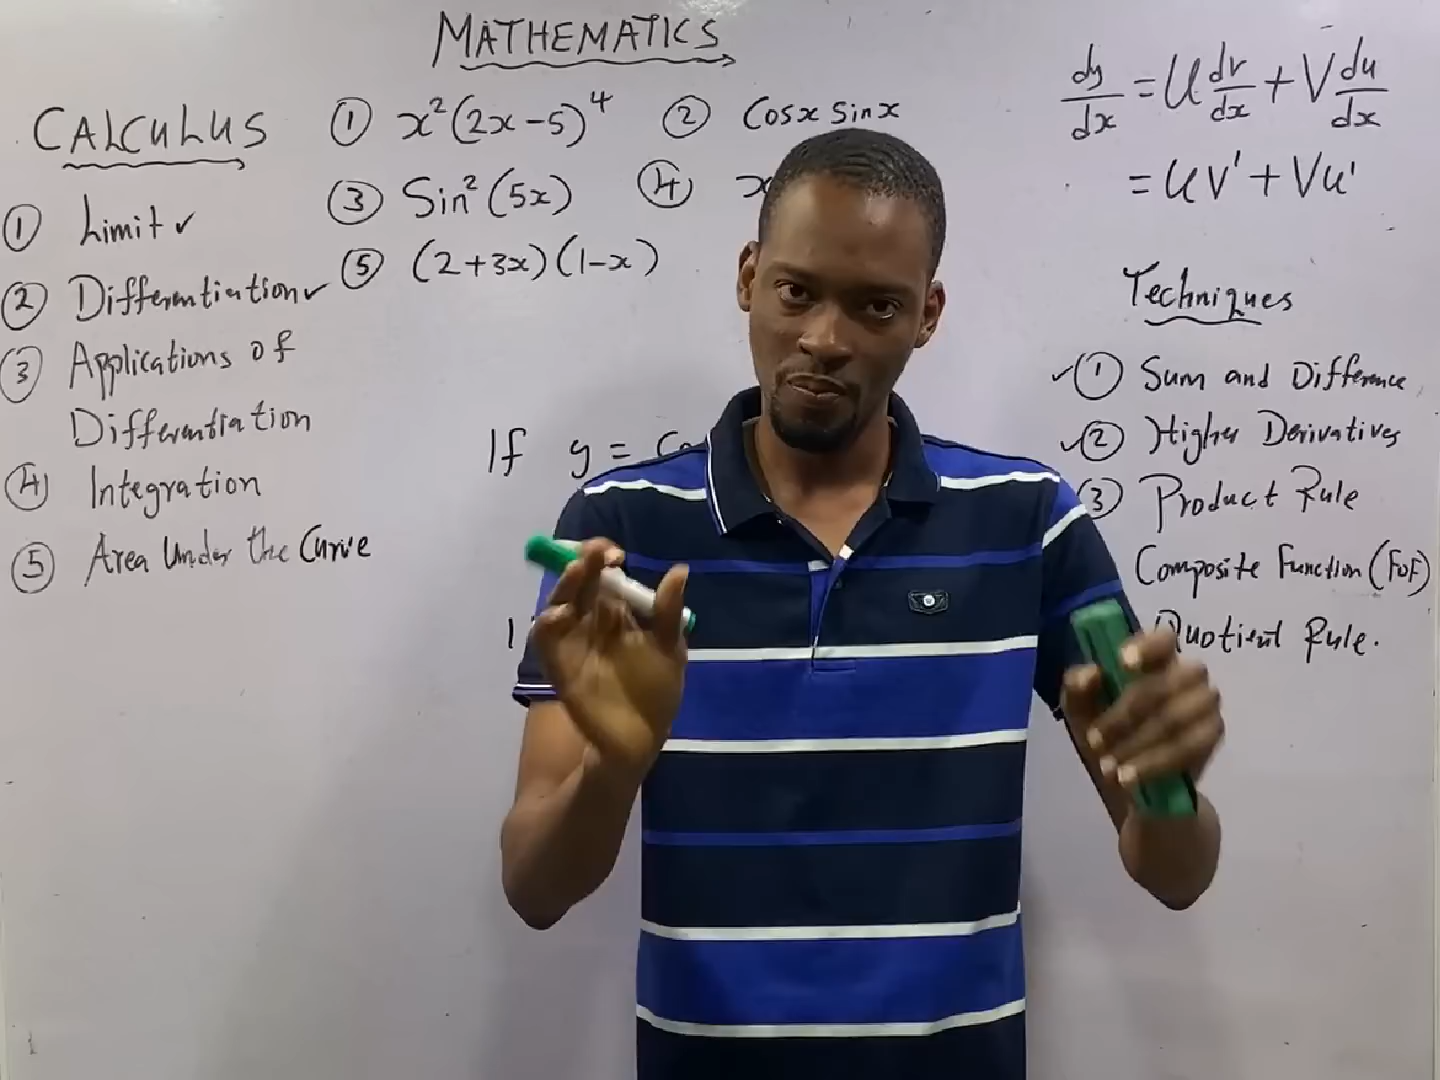 MATHEMATICS
CALCULUS
① Limit ✓
② Differentiation ✓
③ Applications of
Differentiation
④ Integration
⑤ Area Under the Curve
① x²(2x-5)⁴ ② Cosx Sinx
③ Sin²(5x) ④ x
⑤ (2+3x)(1-x)
If y =
dy/dx = U dv/dx + V du/dx
= UV' + VU'
Techniques
✓① Sum and Difference
✓② Higher Derivatives
③ Product Rule
Composite Function (FOF)
Quotient Rule.